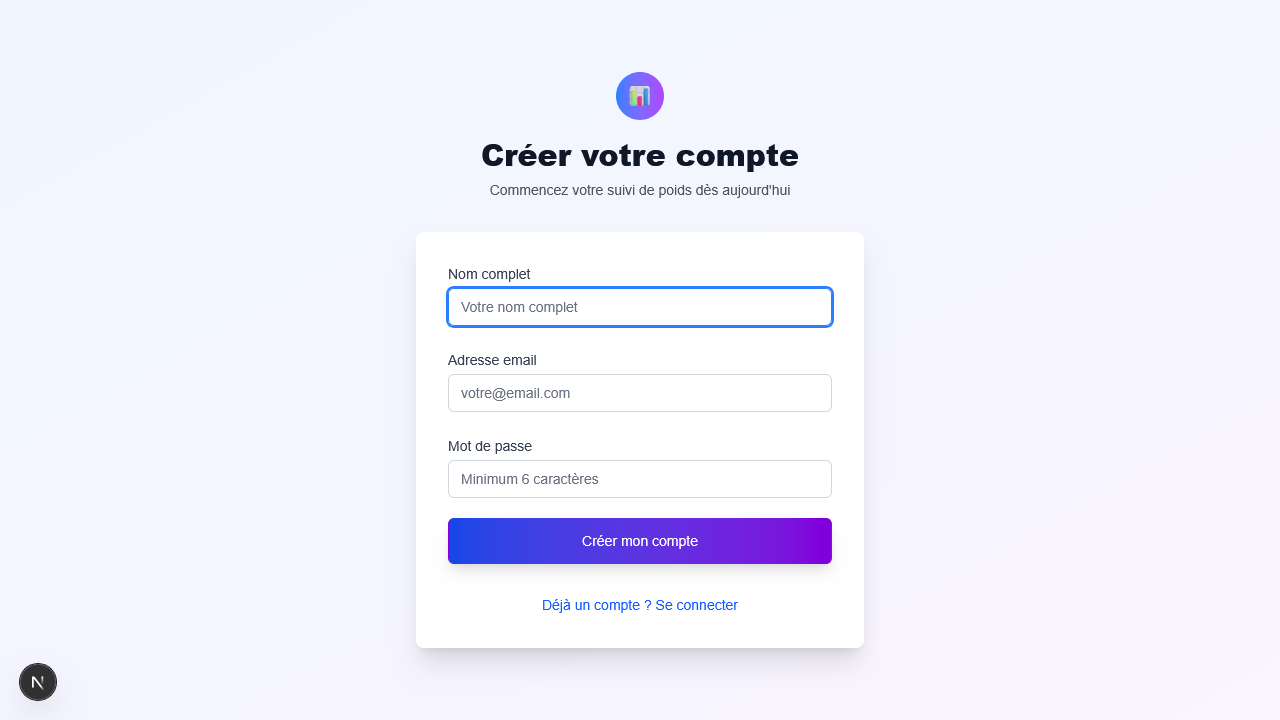 Créer votre compte
Commencez votre suivi de poids dès aujourd'hui
Nom complet
Votre nom complet
Adresse email
votre@email.com
Mot de passe
Minimum 6 caractères
Créer mon compte
Déjà un compte ? Se connecter
N